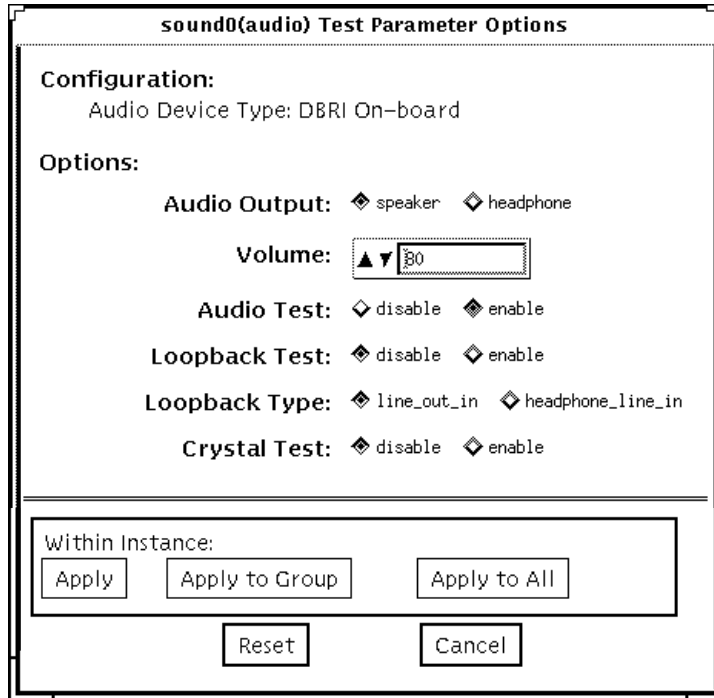 sound0(audio) Test Parameter Options
Configuration:
Audio Device Type: DBRI On-board
Options:
Audio Output: speaker headphone
Volume: 80
Audio Test: disable enable
Loopback Test: disable enable
Loopback Type: line_out_in headphone_line_in
Crystal Test: disable enable
Within Instance:
Apply Apply to Group Apply to All
Reset Cancel